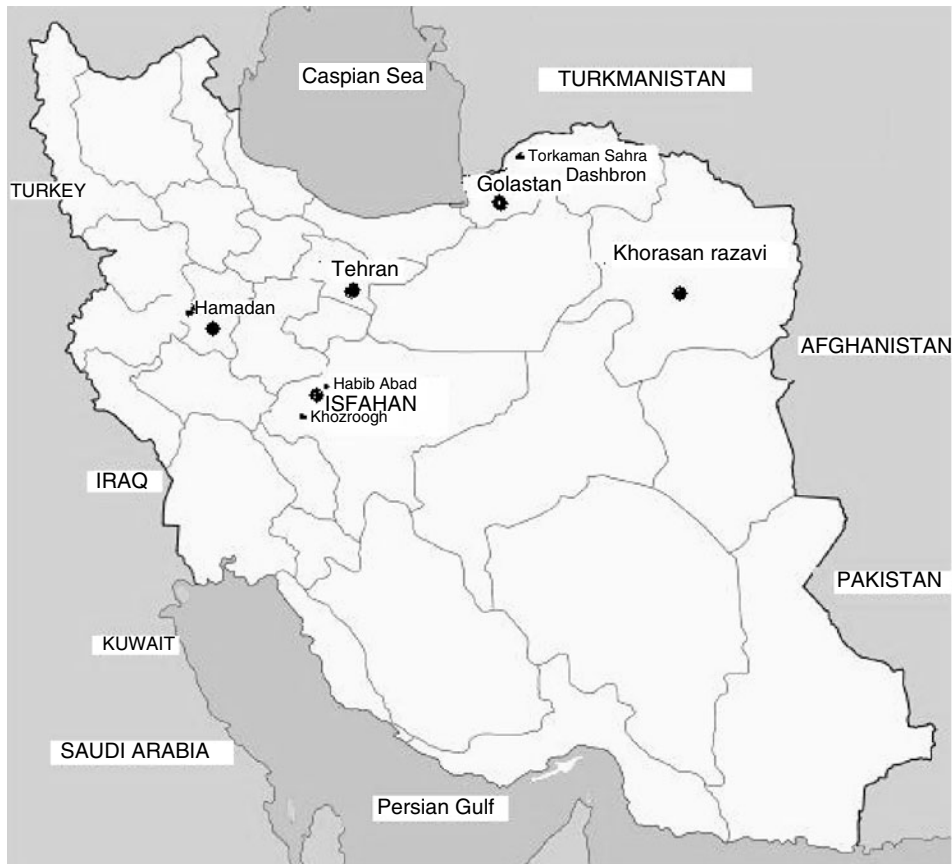 Caspian Sea
TURKMANISTAN
Torkaman Sahra
Dashbron
TURKEY
Golastan
Khorasan razavi
Tehran
Hamadan
AFGHANISTAN
Habib Abad
ISFAHAN
Khozroogh
IRAQ
PAKISTAN
KUWAIT
SAUDI ARABIA
Persian Gulf